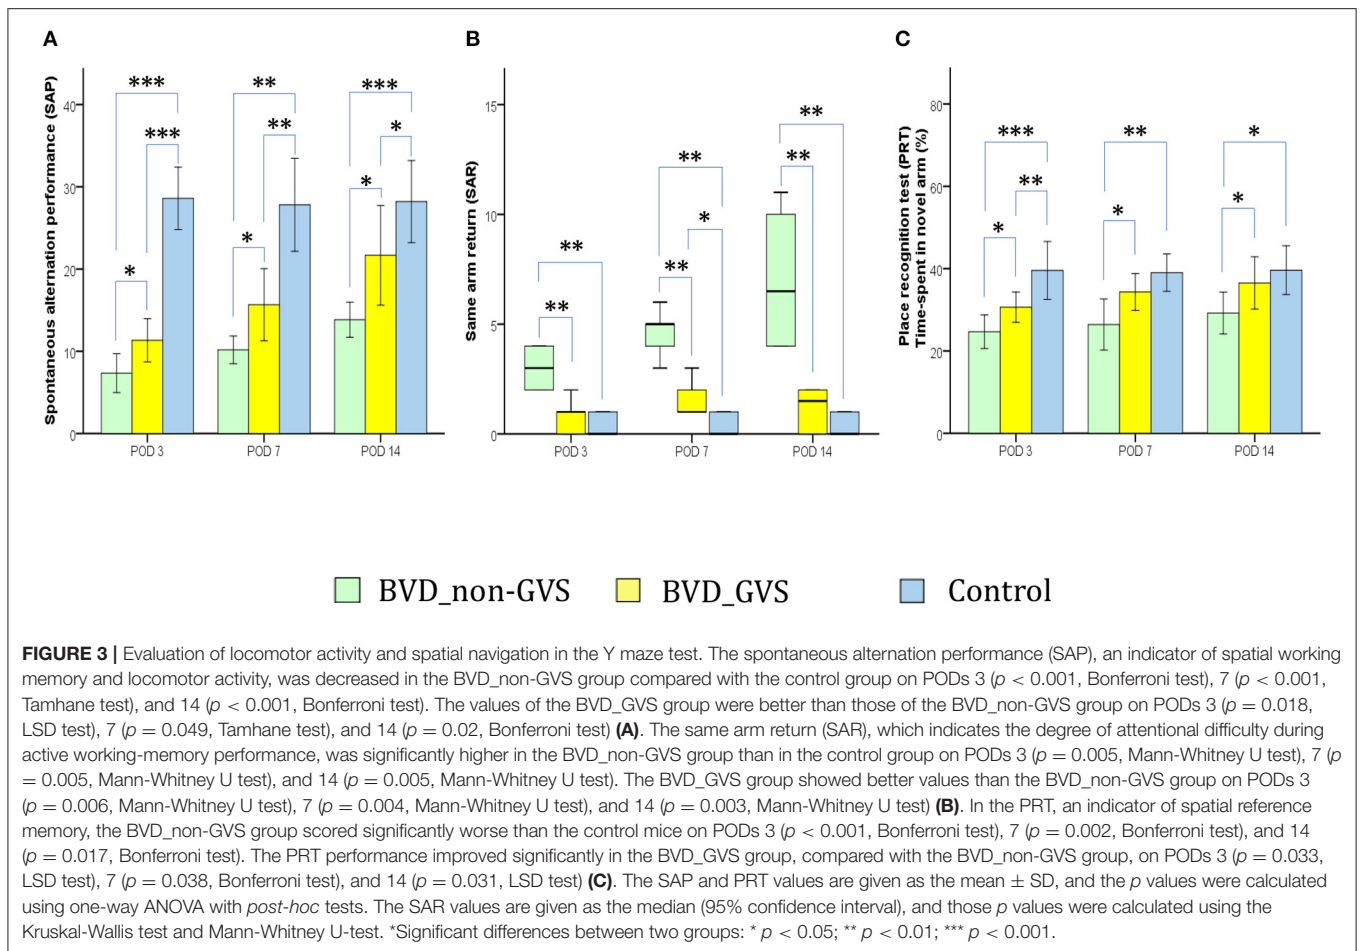 A
B
C
Spontaneous alternation performance (SAP)
40
30
20
10
0
***
***
*
**
**
*
***
*
*
POD 3
POD 7
POD 14
Same arm return (SAR)
15
10
5
0
**
**
**
*
**
**
**
POD 3
POD 7
POD 14
Place recognition test (PRT)
Time-spent in novel arm (%)
80
60
40
20
0
***
**
*
**
*
*
*
POD 3
POD 7
POD 14
BVD_non-GVS BVD_GVS Control
FIGURE 3 | Evaluation of locomotor activity and spatial navigation in the Y maze test. The spontaneous alternation performance (SAP), an indicator of spatial working
memory and locomotor activity, was decreased in the BVD_non-GVS group compared with the control group on PODs 3 (p < 0.001, Bonferroni test), 7 (p < 0.001,
Tamhane test), and 14 (p < 0.001, Bonferroni test). The values of the BVD_GVS group were better than those of the BVD_non-GVS group on PODs 3 (p = 0.018,
LSD test), 7 (p = 0.049, Tamhane test), and 14 (p = 0.02, Bonferroni test) (A). The same arm return (SAR), which indicates the degree of attentional difficulty during
active working-memory performance, was significantly higher in the BVD_non-GVS group than in the control group on PODs 3 (p = 0.005, Mann-Whitney U test), 7 (p
= 0.005, Mann-Whitney U test), and 14 (p = 0.005, Mann-Whitney U test). The BVD_GVS group showed better values than the BVD_non-GVS group on PODs 3
(p = 0.006, Mann-Whitney U test), 7 (p = 0.004, Mann-Whitney U test), and 14 (p = 0.003, Mann-Whitney U test) (B). In the PRT, an indicator of spatial reference
memory, the BVD_non-GVS group scored significantly worse than the control mice on PODs 3 (p < 0.001, Bonferroni test), 7 (p = 0.002, Bonferroni test), and 14
(p = 0.017, Bonferroni test). The PRT performance improved significantly in the BVD_GVS group, compared with the BVD_non-GVS group, on PODs 3 (p = 0.033,
LSD test), 7 (p = 0.038, Bonferroni test), and 14 (p = 0.031, LSD test) (C). The SAP and PRT values are given as the mean ± SD, and the p values were calculated
using one-way ANOVA with post-hoc tests. The SAR values are given as the median (95% confidence interval), and those p values were calculated using the
Kruskal-Wallis test and Mann-Whitney U-test. *Significant differences between two groups: * p < 0.05; ** p < 0.01; *** p < 0.001.